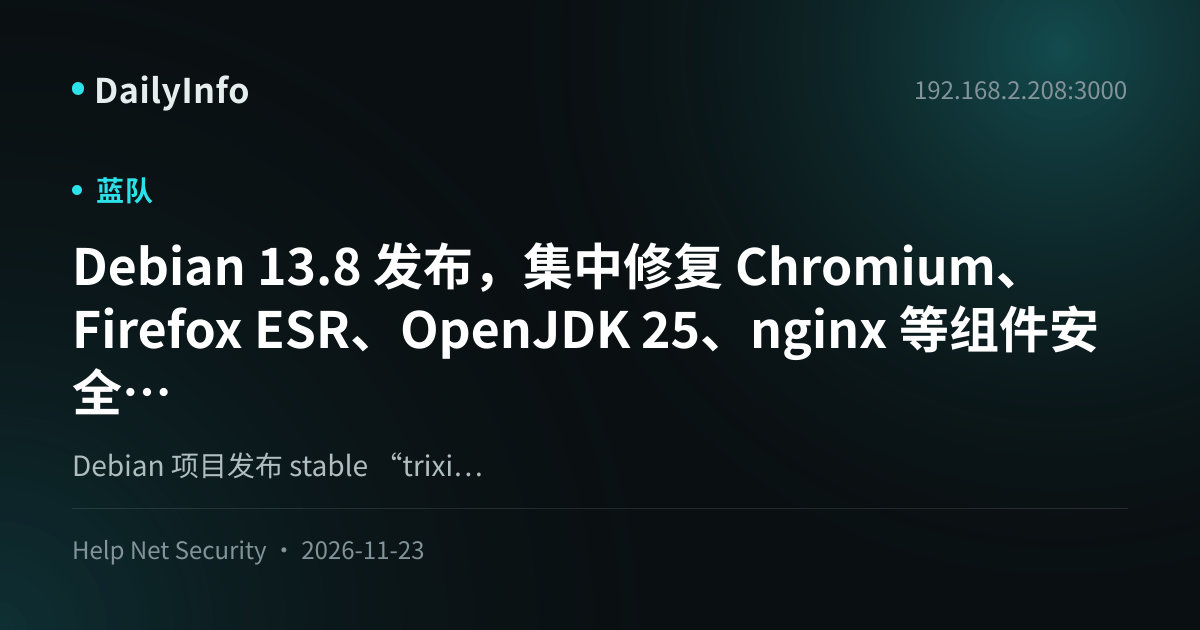 DailyInfo
192.168.2.208:3000
蓝队
Debian 13.8 发布，集中修复 Chromium、
Firefox ESR、OpenJDK 25、nginx 等组件安
全…
Debian 项目发布 stable “trixi…
Help Net Security · 2026-11-23